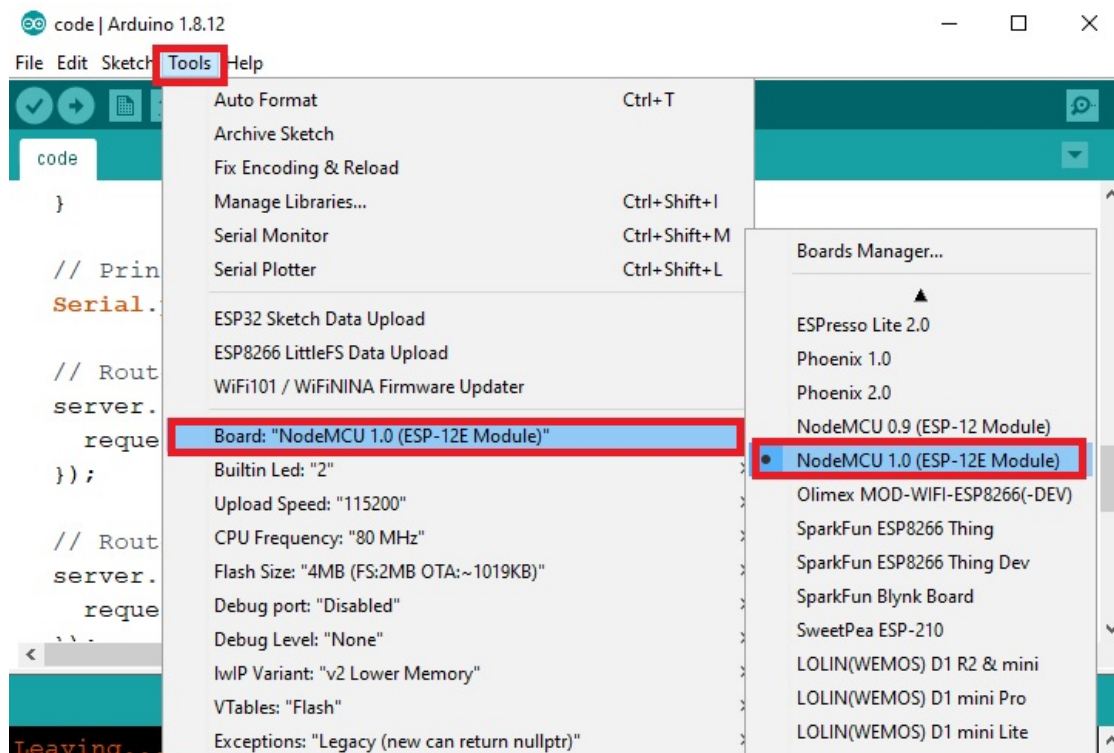 code | Arduino 1.8.12
File Edit Sketch Tools Help
code
}
// Prin
Serial.
// Rout
server.
reque
});
// Rout
server.
reque
Leaving...
Auto Format Ctrl+T
Archive Sketch
Fix Encoding & Reload
Manage Libraries... Ctrl+Shift+I
Serial Monitor Ctrl+Shift+M
Serial Plotter Ctrl+Shift+L
ESP32 Sketch Data Upload
ESP8266 LittleFS Data Upload
WiFi101 / WiFiNINA Firmware Updater
Board: "NodeMCU 1.0 (ESP-12E Module)"
Builtin Led: "2"
Upload Speed: "115200"
CPU Frequency: "80 MHz"
Flash Size: "4MB (FS:2MB OTA:~1019KB)"
Debug port: "Disabled"
Debug Level: "None"
lwIP Variant: "v2 Lower Memory"
VTables: "Flash"
Exceptions: "Legacy (new can return nullptr)"
Boards Manager...
ESPresso Lite 2.0
Phoenix 1.0
Phoenix 2.0
NodeMCU 0.9 (ESP-12 Module)
NodeMCU 1.0 (ESP-12E Module)
Olimex MOD-WIFI-ESP8266(-DEV)
SparkFun ESP8266 Thing
SparkFun ESP8266 Thing Dev
SparkFun Blynk Board
SweetPea ESP-210
LOLIN(WEMOS) D1 R2 & mini
LOLIN(WEMOS) D1 mini Pro
LOLIN(WEMOS) D1 mini Lite